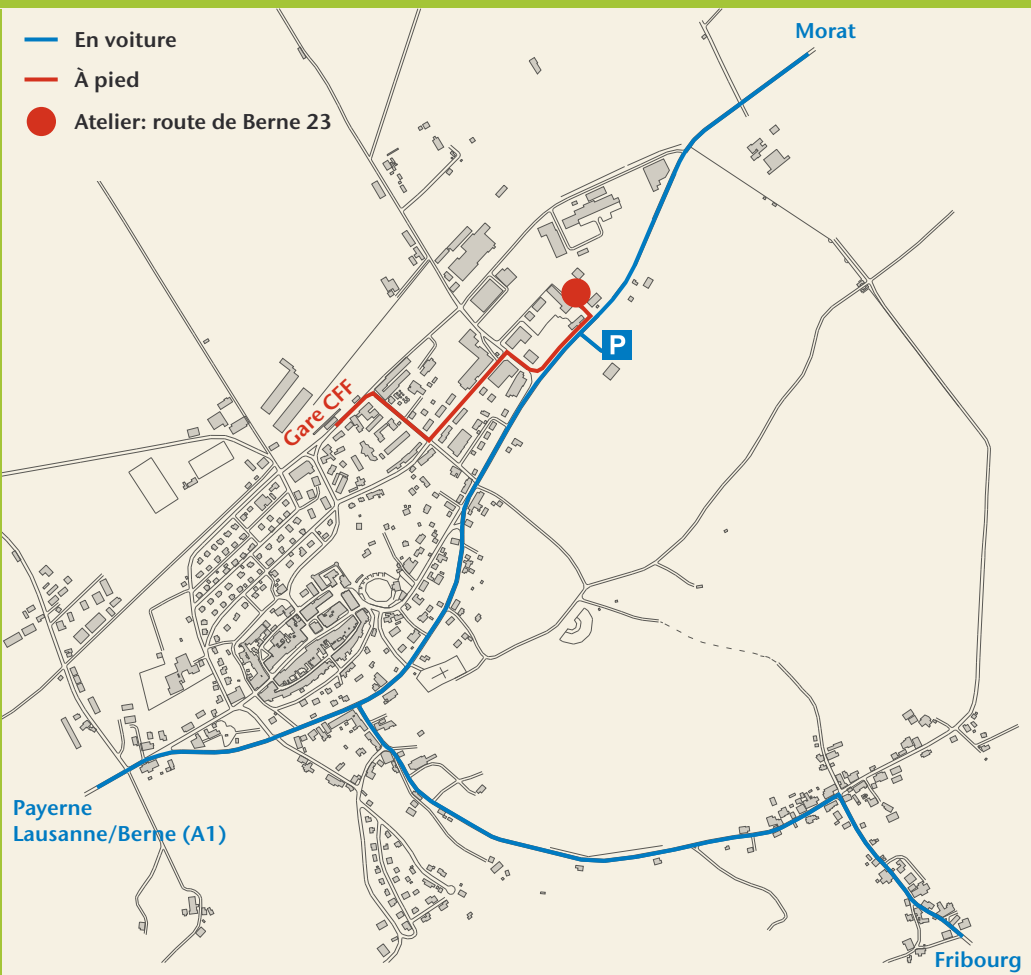 En voiture
À pied
Atelier: route de Berne 23
Morat
P
Gare CFF
Payerne
Lausanne/Berne (A1)
Fribourg